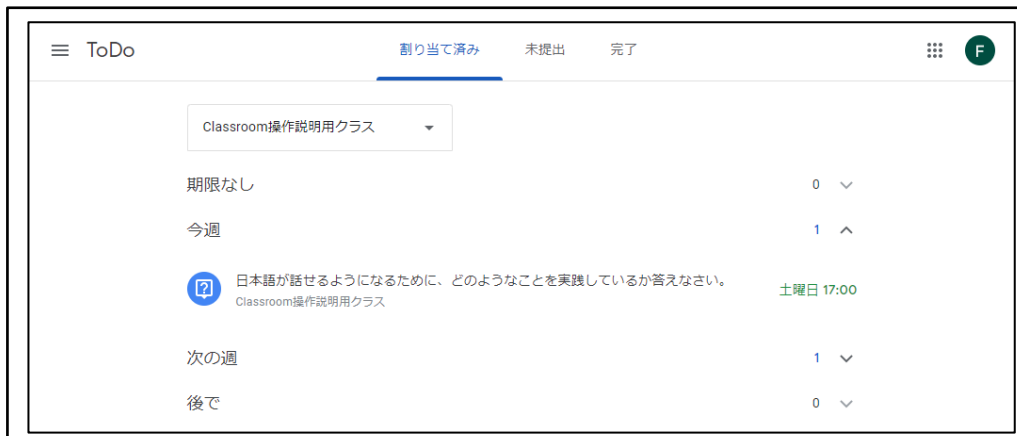 ToDo
割り当て済み 未提出 完了
F
Classroom操作説明用クラス
期限なし 0
今週 1
日本語が話せるようになるために、どのようなことを実践しているか答えなさい。
Classroom操作説明用クラス
土曜日 17:00
次の週 1
後で 0